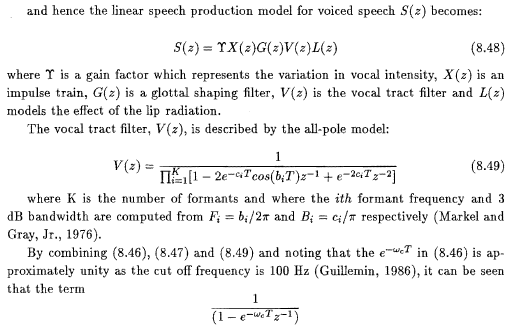 and hence the linear speech production model for voiced speech S(z) becomes:
S(z) = ΥX(z)G(z)V(z)L(z) (8.48)
where Υ is a gain factor which represents the variation in vocal intensity, X(z) is an
impulse train, G(z) is a glottal shaping filter, V(z) is the vocal tract filter and L(z)
models the effect of the lip radiation.
The vocal tract filter, V(z), is described by the all-pole model:
V(z) = 1 / ∏_{i=1}^{K}[1 − 2e^{−c_iT}cos(b_iT)z^{−1} + e^{−2c_iT}z^{−2}] (8.49)
where K is the number of formants and where the ith formant frequency and 3
dB bandwidth are computed from F_i = b_i/2π and B_i = c_i/π respectively (Markel and
Gray, Jr., 1976).
By combining (8.46), (8.47) and (8.49) and noting that the e^{−ω_cT} in (8.46) is ap-
proximately unity as the cut off frequency is 100 Hz (Guillemin, 1986), it can be seen
that the term
1 / (1 − e^{−ω_cT}z^{−1})